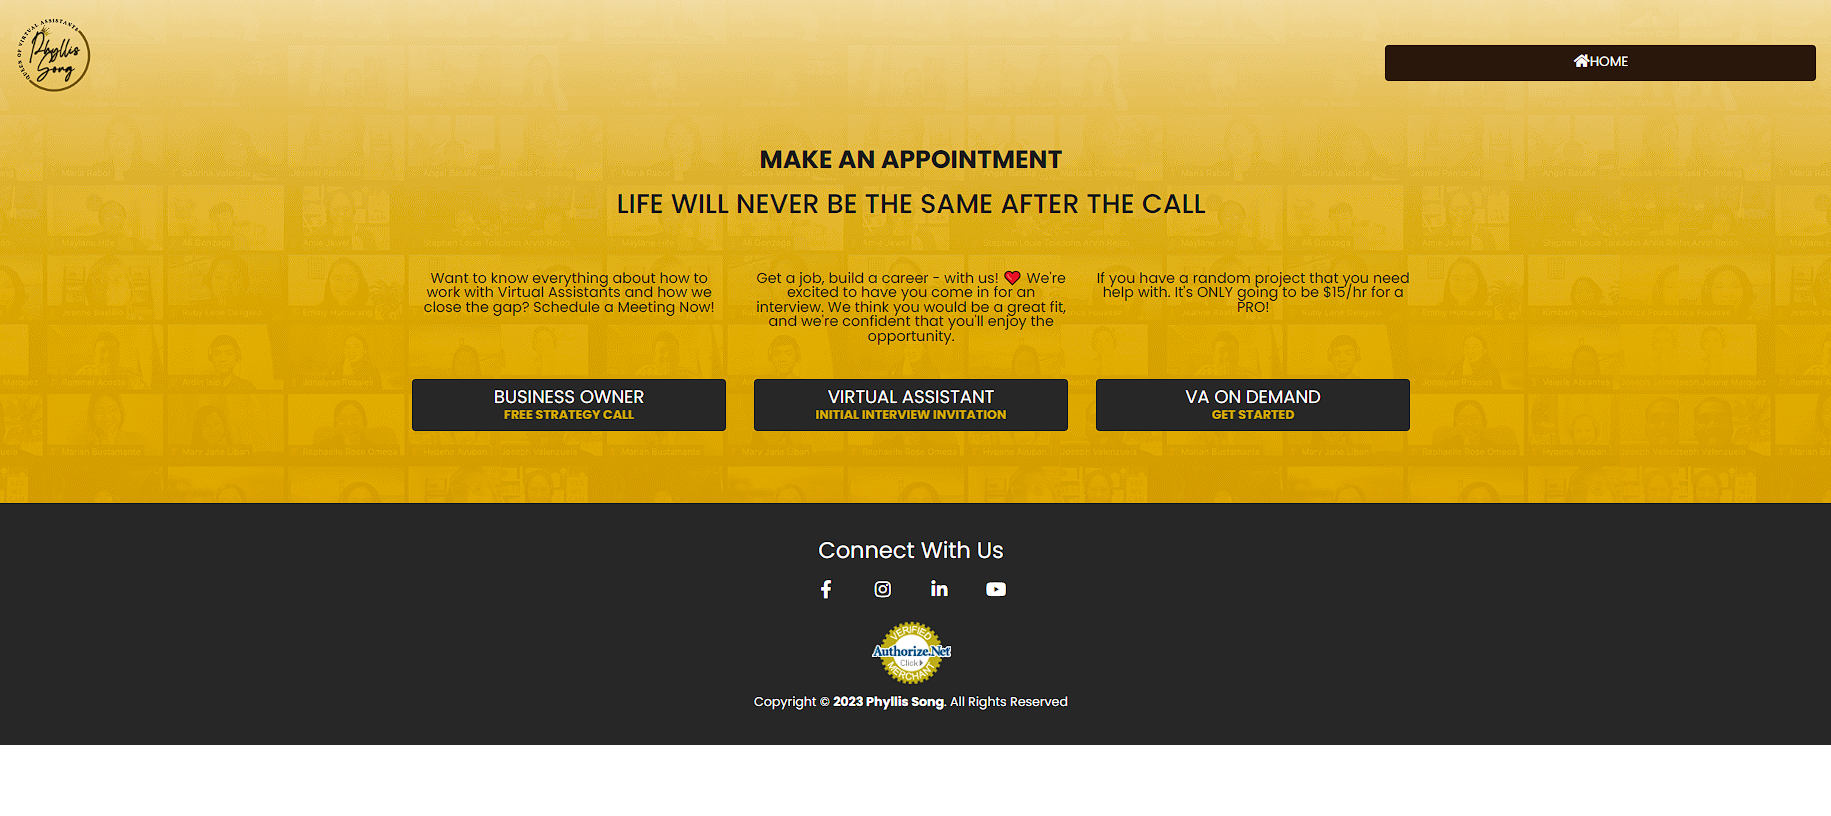 QUEEN OF VIRTUAL ASSISTANTS
Phyllis
Song
HOME
MAKE AN APPOINTMENT
LIFE WILL NEVER BE THE SAME AFTER THE CALL
Want to know everything about how to
work with Virtual Assistants and how we
close the gap? Schedule a Meeting Now!
Get a job, build a career - with us! ❤ We're
excited to have you come in for an
interview. We think you would be a great fit,
and we're confident that you'll enjoy the
opportunity.
If you have a random project that you need
help with. It's ONLY going to be $15/hr for a
PRO!
BUSINESS OWNER
FREE STRATEGY CALL
VIRTUAL ASSISTANT
INITIAL INTERVIEW INVITATION
VA ON DEMAND
GET STARTED
Connect With Us
VERIFIED
Authorize.Net
Click
MERCHANT
Copyright © 2023 Phyllis Song. All Rights Reserved